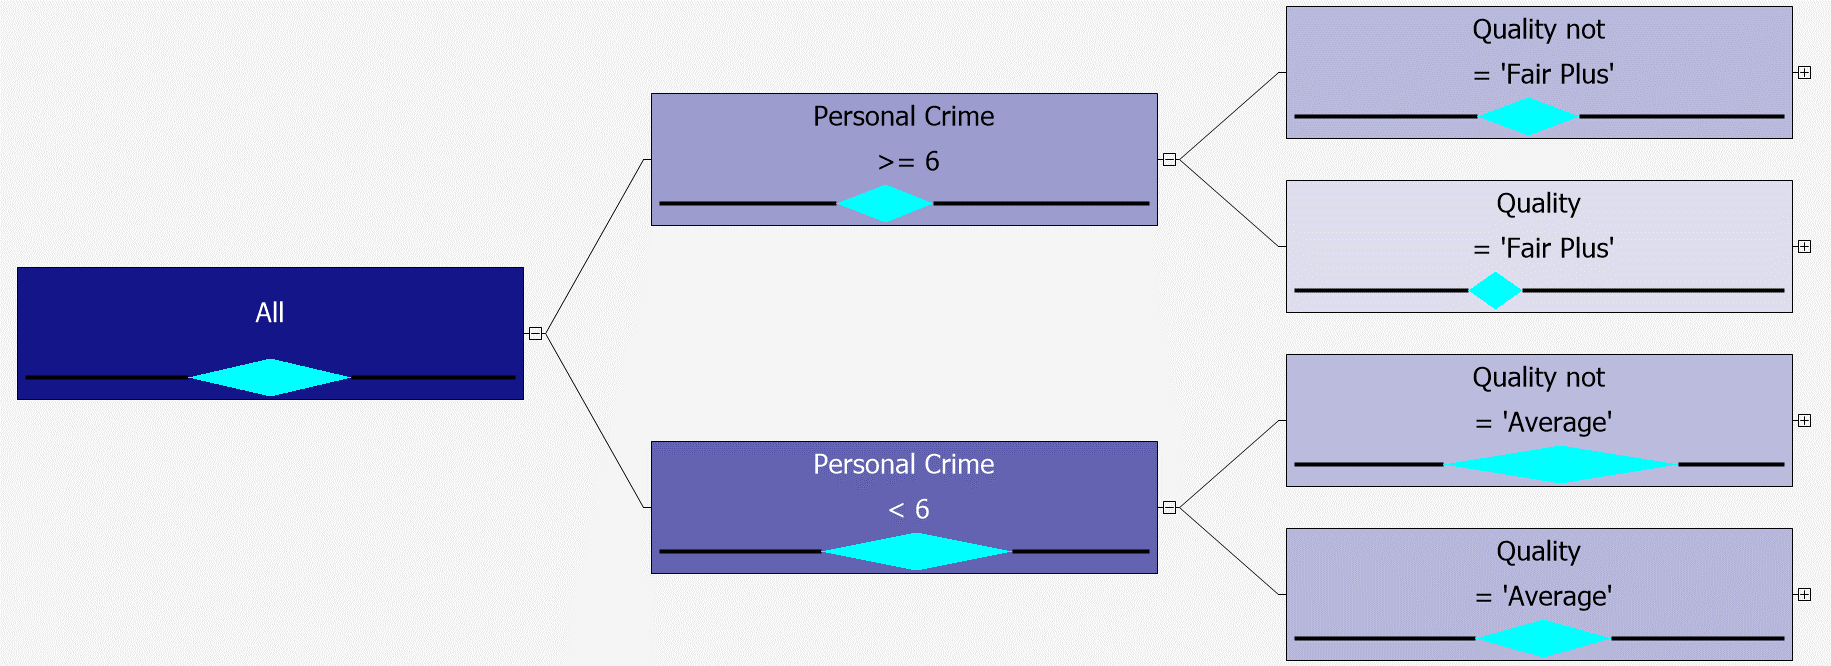 All
Personal Crime
>= 6
Personal Crime
< 6
Quality not
= 'Fair Plus'
Quality
= 'Fair Plus'
Quality not
= 'Average'
Quality
= 'Average'